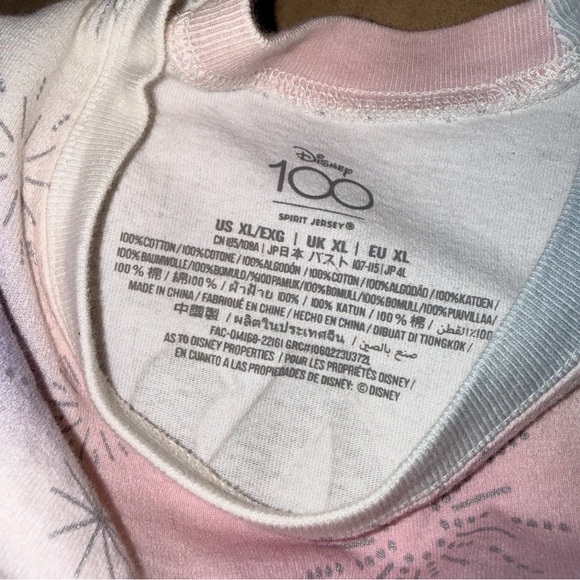 Disney
100
SPIRIT JERSEY®
US XL/EXG | UK XL | EU XL
CN 185/108A | JP日本 バスト 107-115 | JP 4L
100%COTTON / 100%COTONE / 100%ALGODÓN / 100%COTON / 100%ALGODÃO / 100%KATOEN /
100%BAUMWOLLE / 100%BOMULD / %100PAMUK / 100%BOMULL / 100%BOMULL / 100%PUUVILLAA /
100% 棉 / 綿 100% / ผ้าฝ้าย 100% / 100% KATUN / 100% 棉 / 100% القطن /
MADE IN CHINA / FABRIQUÉ EN CHINE / HECHO EN CHINA / DIBUAT DI TIONGKOK /
中國製 / ผลิตในประเทศจีน / صنع بالصين /
FAC-044168-22161 GRC#1060223U37ZL
AS TO DISNEY PROPERTIES / POUR LES PROPRIÉTÉS DISNEY /
EN CUANTO A LAS PROPIEDADES DE DISNEY: © DISNEY